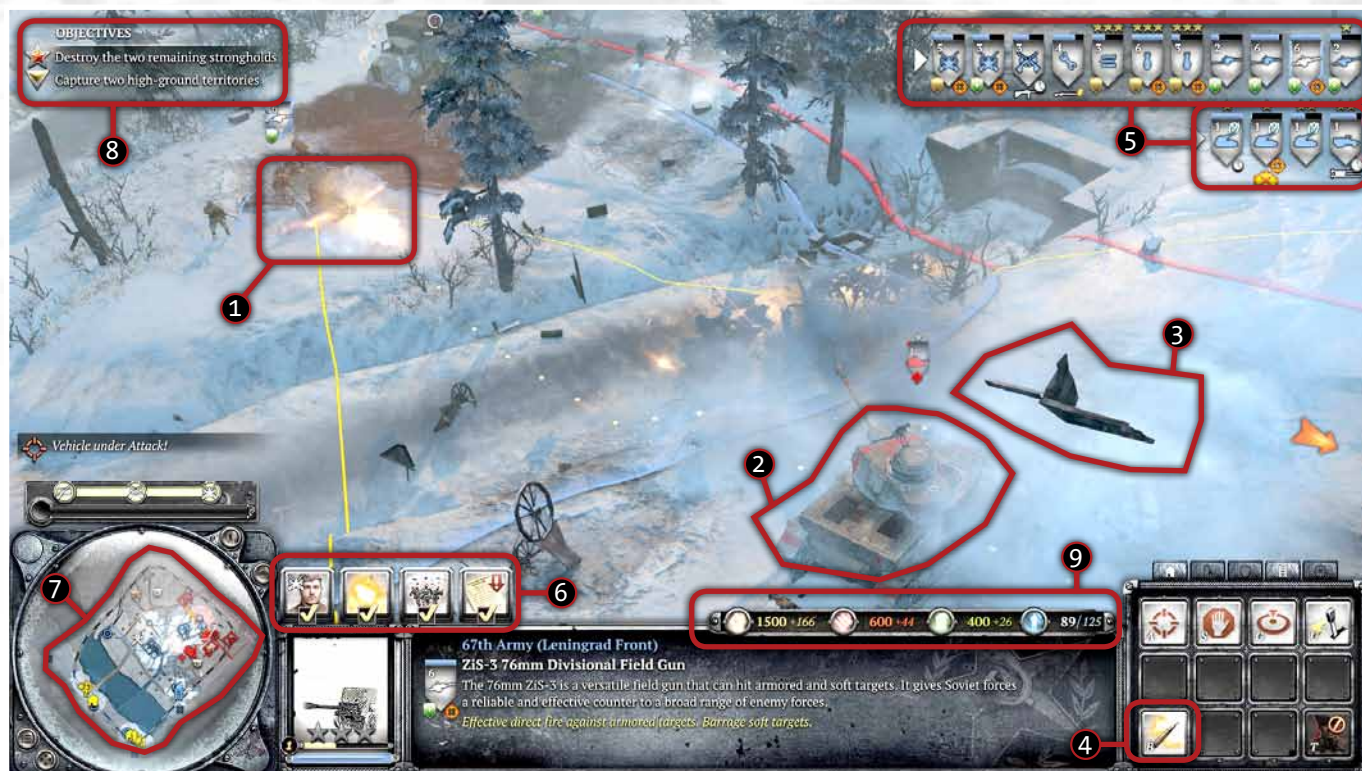 OBJECTIVES
Destroy the two remaining strongholds
Capture two high-ground territories
8
5
1
3
2
Vehicle under Attack!
7
6
9
1500 +166
600 +44
400 +26
89 / 125
67th Army (Leningrad Front)
6
ZiS-3 76mm Divisional Field Gun
The 76mm ZiS-3 is a versatile field gun that can hit armored and soft targets. It gives Soviet forces
a reliable and effective counter to a broad range of enemy forces.
Effective direct fire against armored targets. Barrage soft targets.
4
T